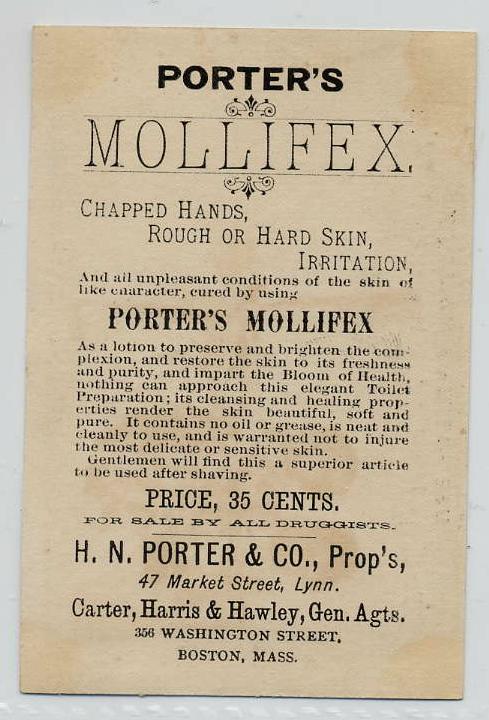 PORTER'S
MOLLIFEX.
CHAPPED HANDS,
ROUGH OR HARD SKIN,
IRRITATION,
And all unpleasant conditions of the skin of
like character, cured by using
PORTER'S MOLLIFEX
As a lotion to preserve and brighten the com-
plexion, and restore the skin to its freshness
and purity, and impart the Bloom of Health,
nothing can approach this elegant Toilet
Preparation; its cleansing and healing prop-
erties render the skin beautiful, soft and
pure. It contains no oil or grease, is neat and
cleanly to use, and is warranted not to injure
the most delicate or sensitive skin.
Gentlemen will find this a superior article
to be used after shaving.
PRICE, 35 CENTS.
FOR SALE BY ALL DRUGGISTS.
H. N. PORTER & CO., Prop's,
47 Market Street, Lynn.
Carter, Harris & Hawley, Gen. Agts.
356 WASHINGTON STREET,
BOSTON, MASS.